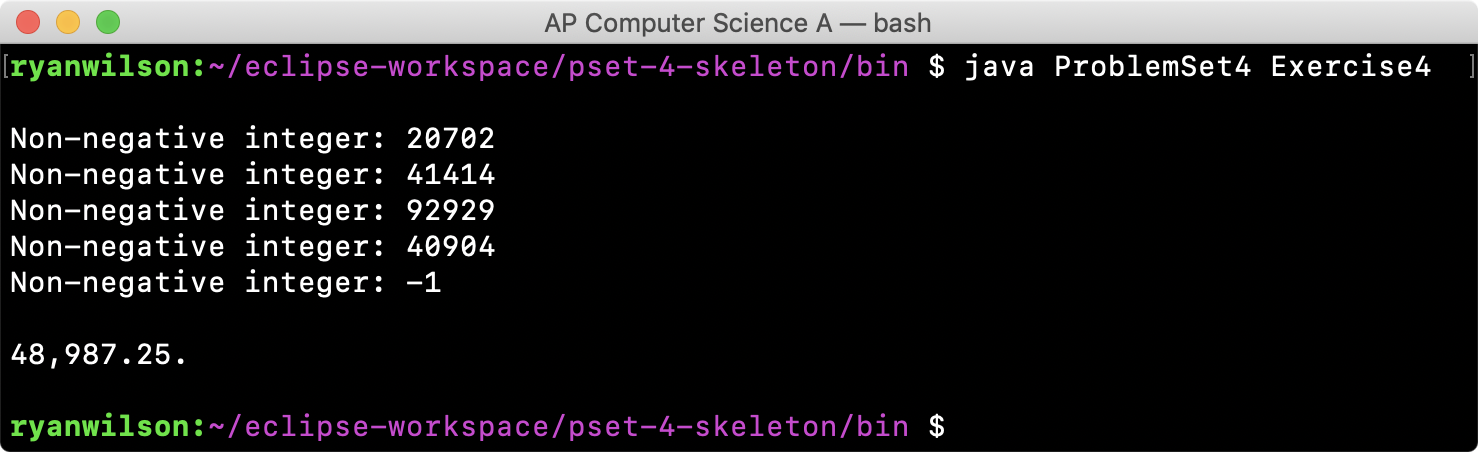 AP Computer Science A — bash
[ryanwilson:~/eclipse-workspace/pset-4-skeleton/bin $ java ProblemSet4 Exercise4 ]
Non-negative integer: 20702
Non-negative integer: 41414
Non-negative integer: 92929
Non-negative integer: 40904
Non-negative integer: -1
48,987.25.
ryanwilson:~/eclipse-workspace/pset-4-skeleton/bin $